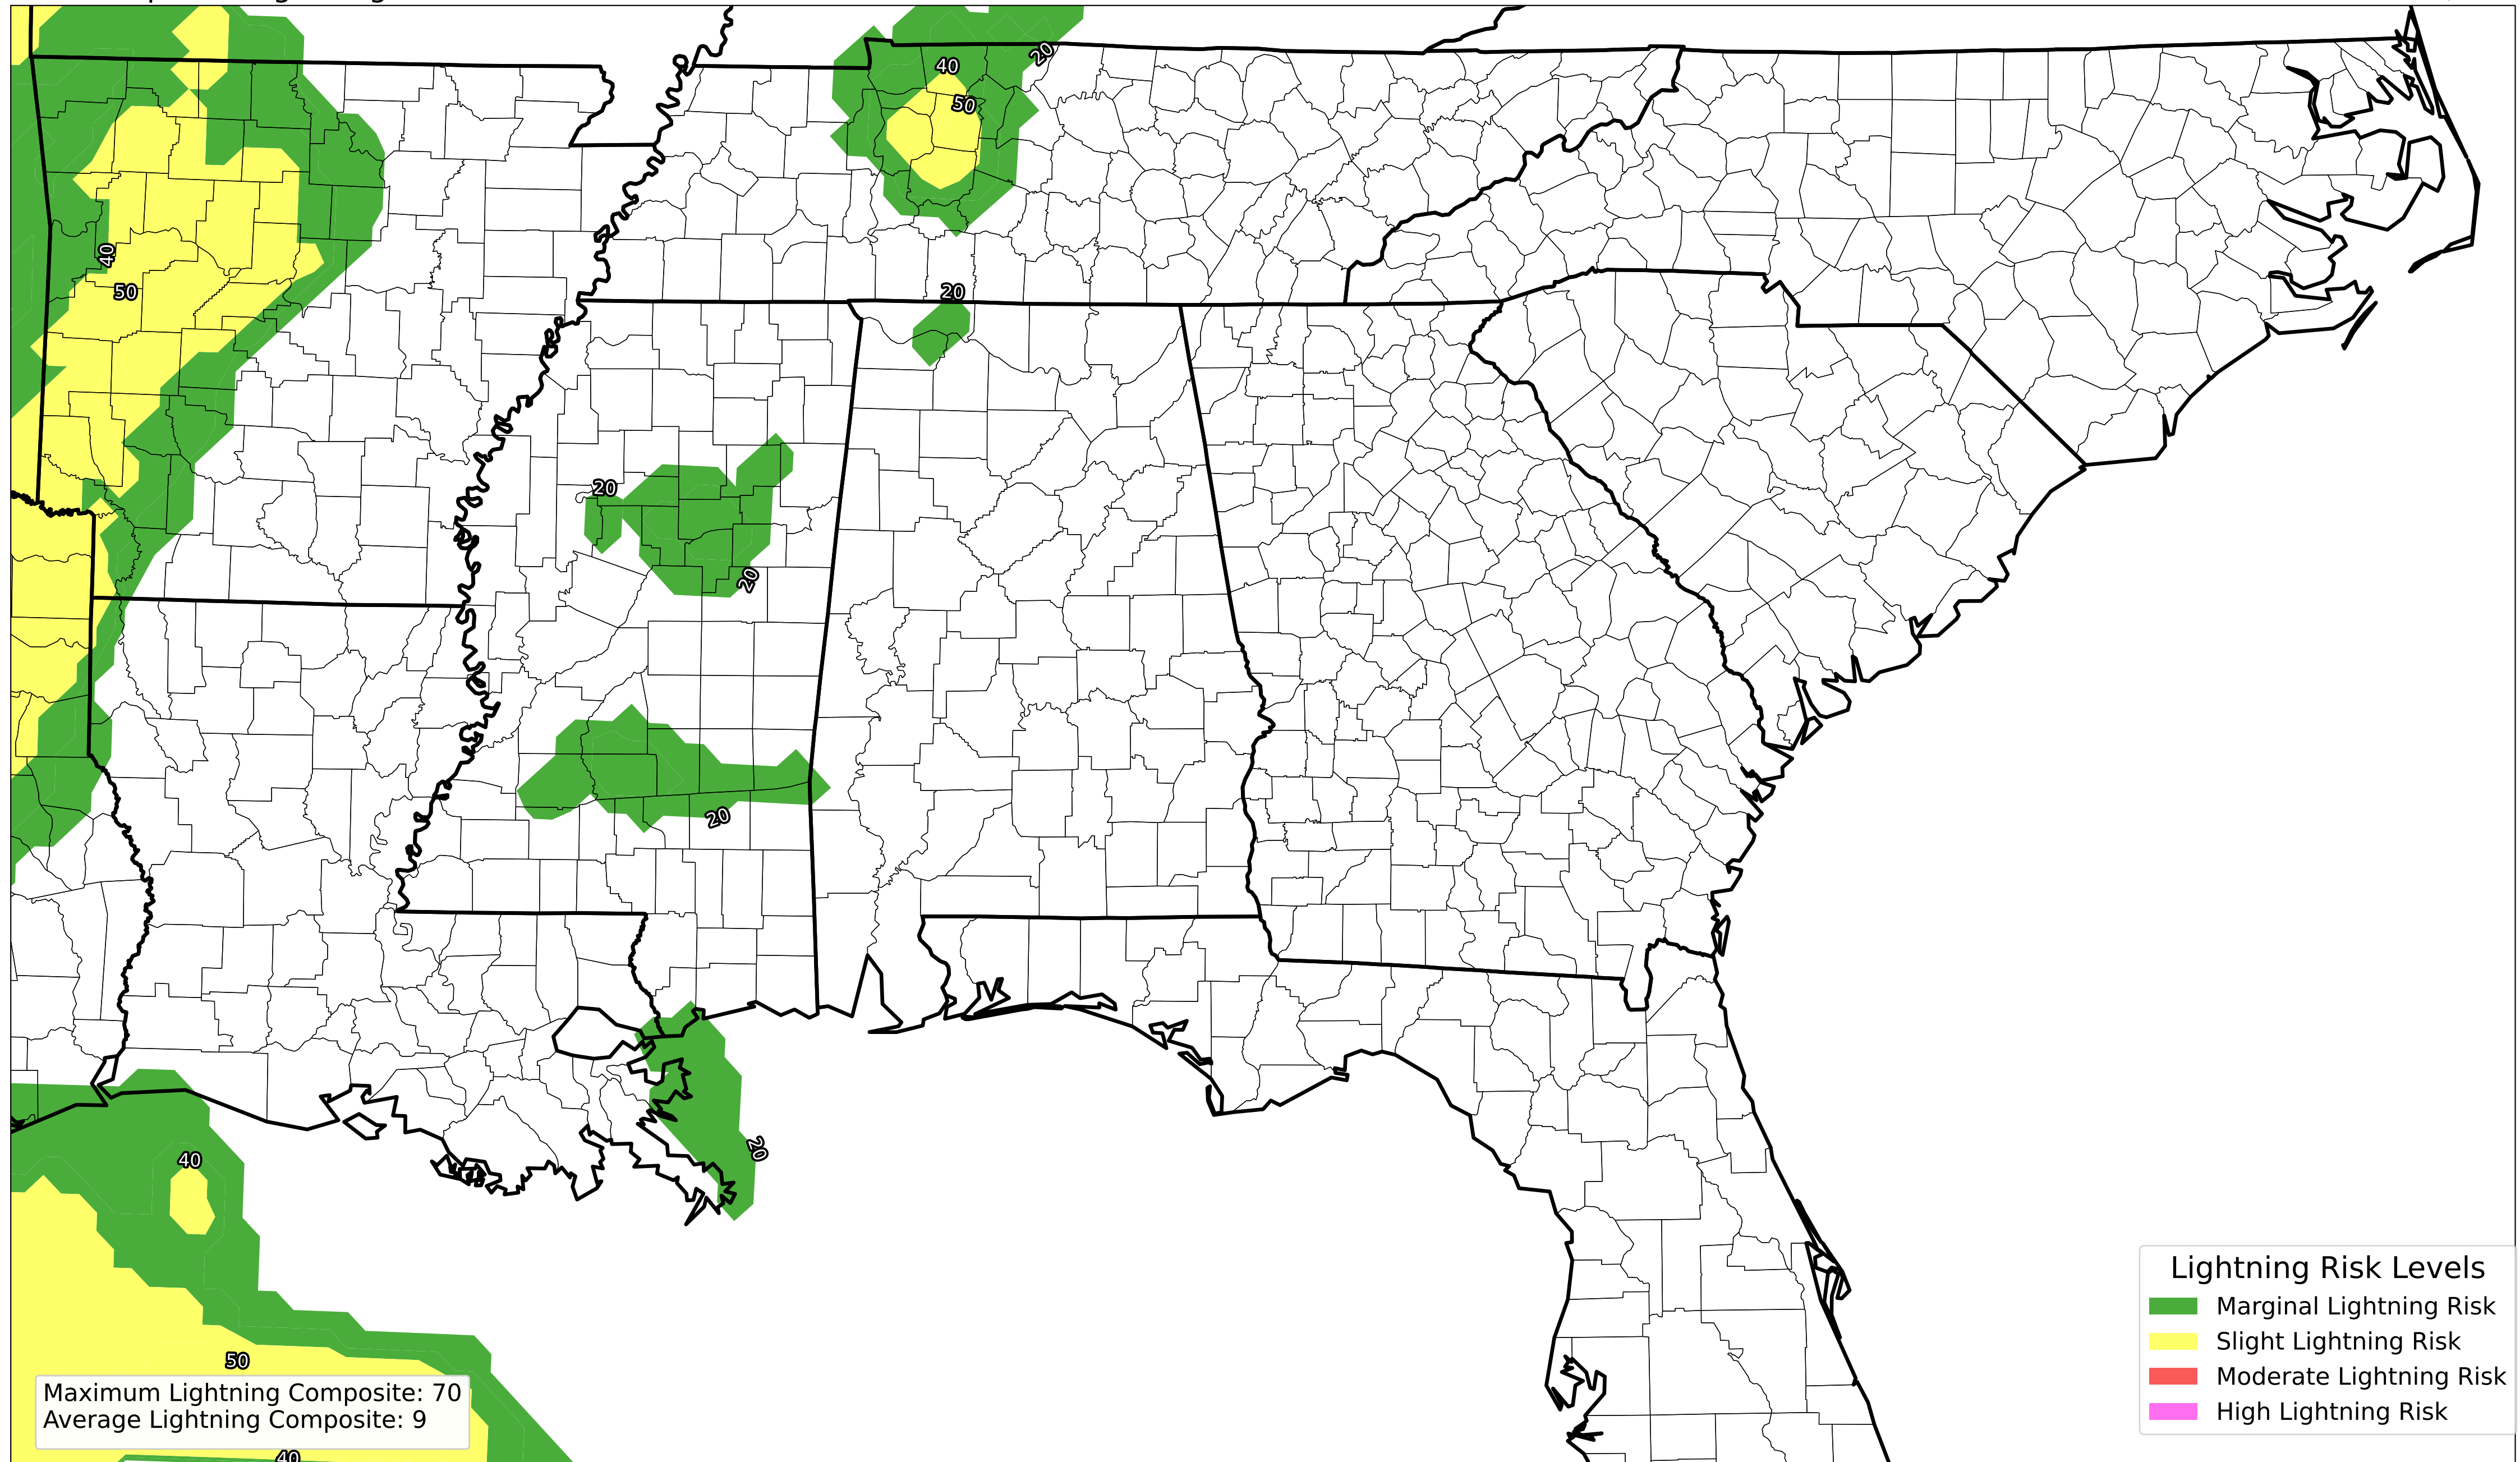 20
40
50
40
50
20
20
20
20
20
40
50
40
Maximum Lightning Composite: 70
Average Lightning Composite: 9
Lightning Risk Levels
Marginal Lightning Risk
Slight Lightning Risk
Moderate Lightning Risk
High Lightning Risk